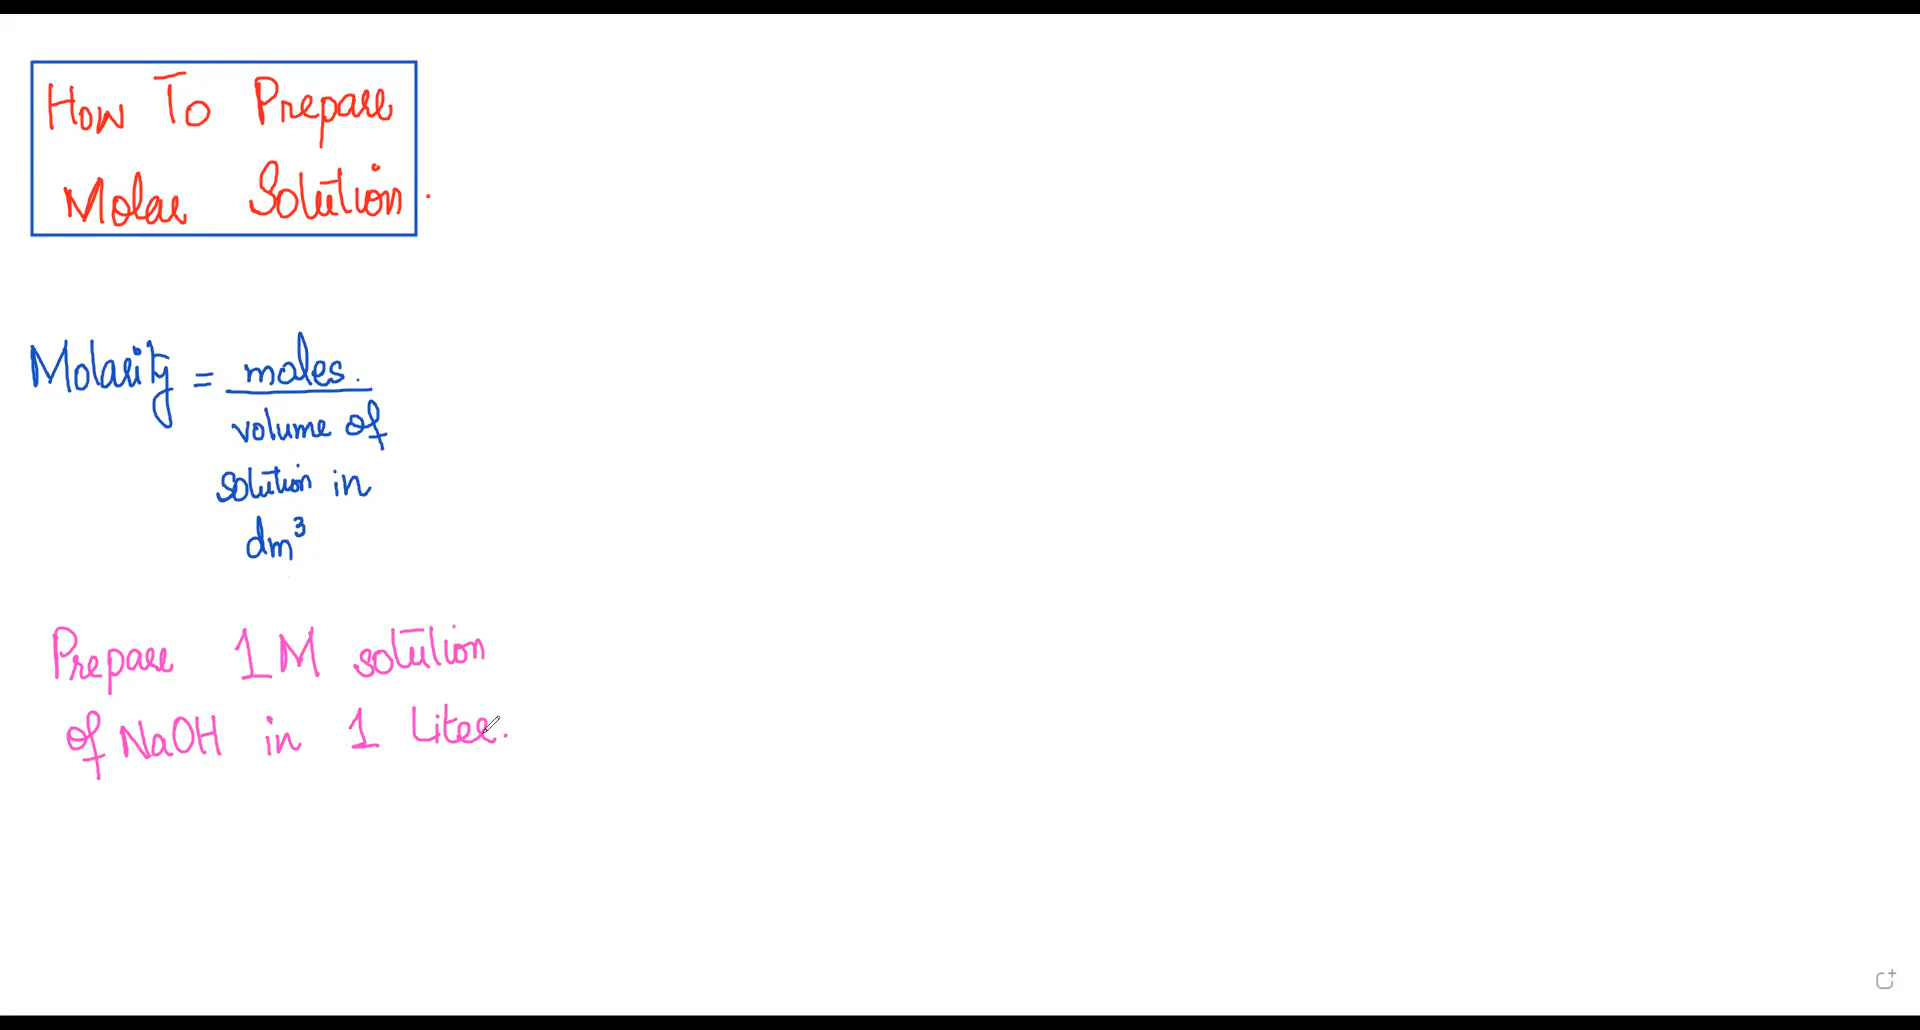 How To Prepare
Molar Solution.
Molarity = moles.
volume of
solution in
dm³
Prepare 1M solution
of NaOH in 1 Liter.